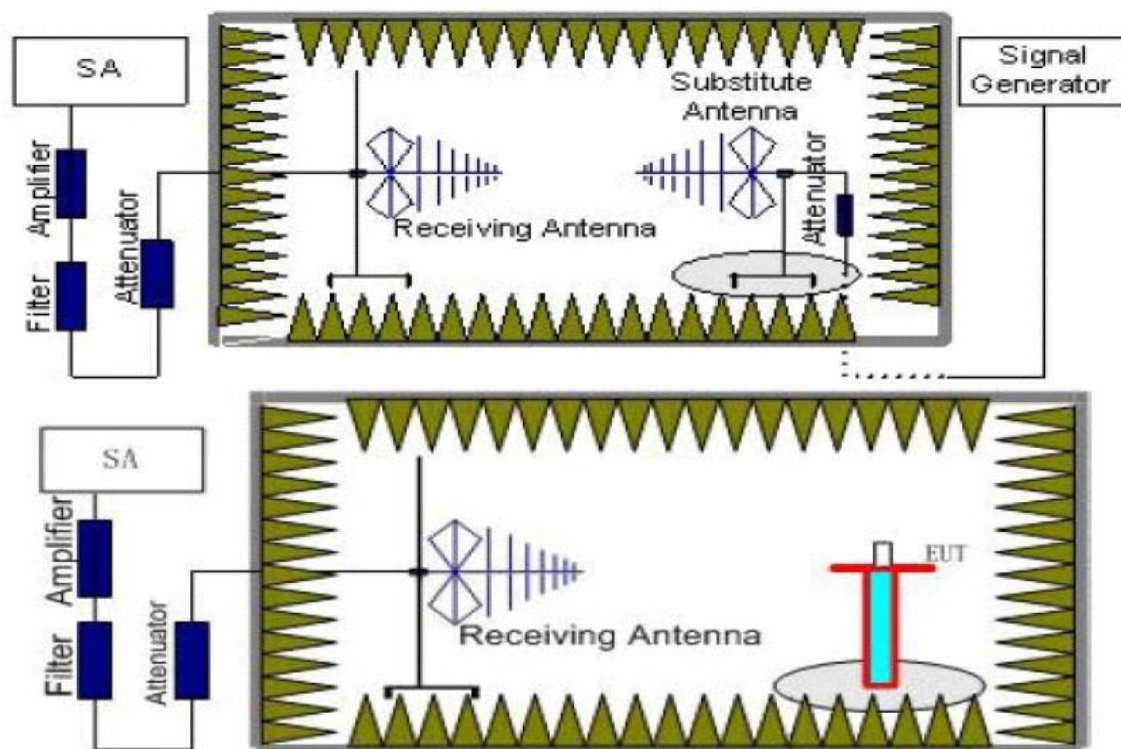 SA
Signal
Generator
Substitute
Antenna
Amplifier
Attenuator
Attenuator
Receiving Antenna
Filter
SA
Amplifier
EUT
Receiving Antenna
Filter
Attenuator